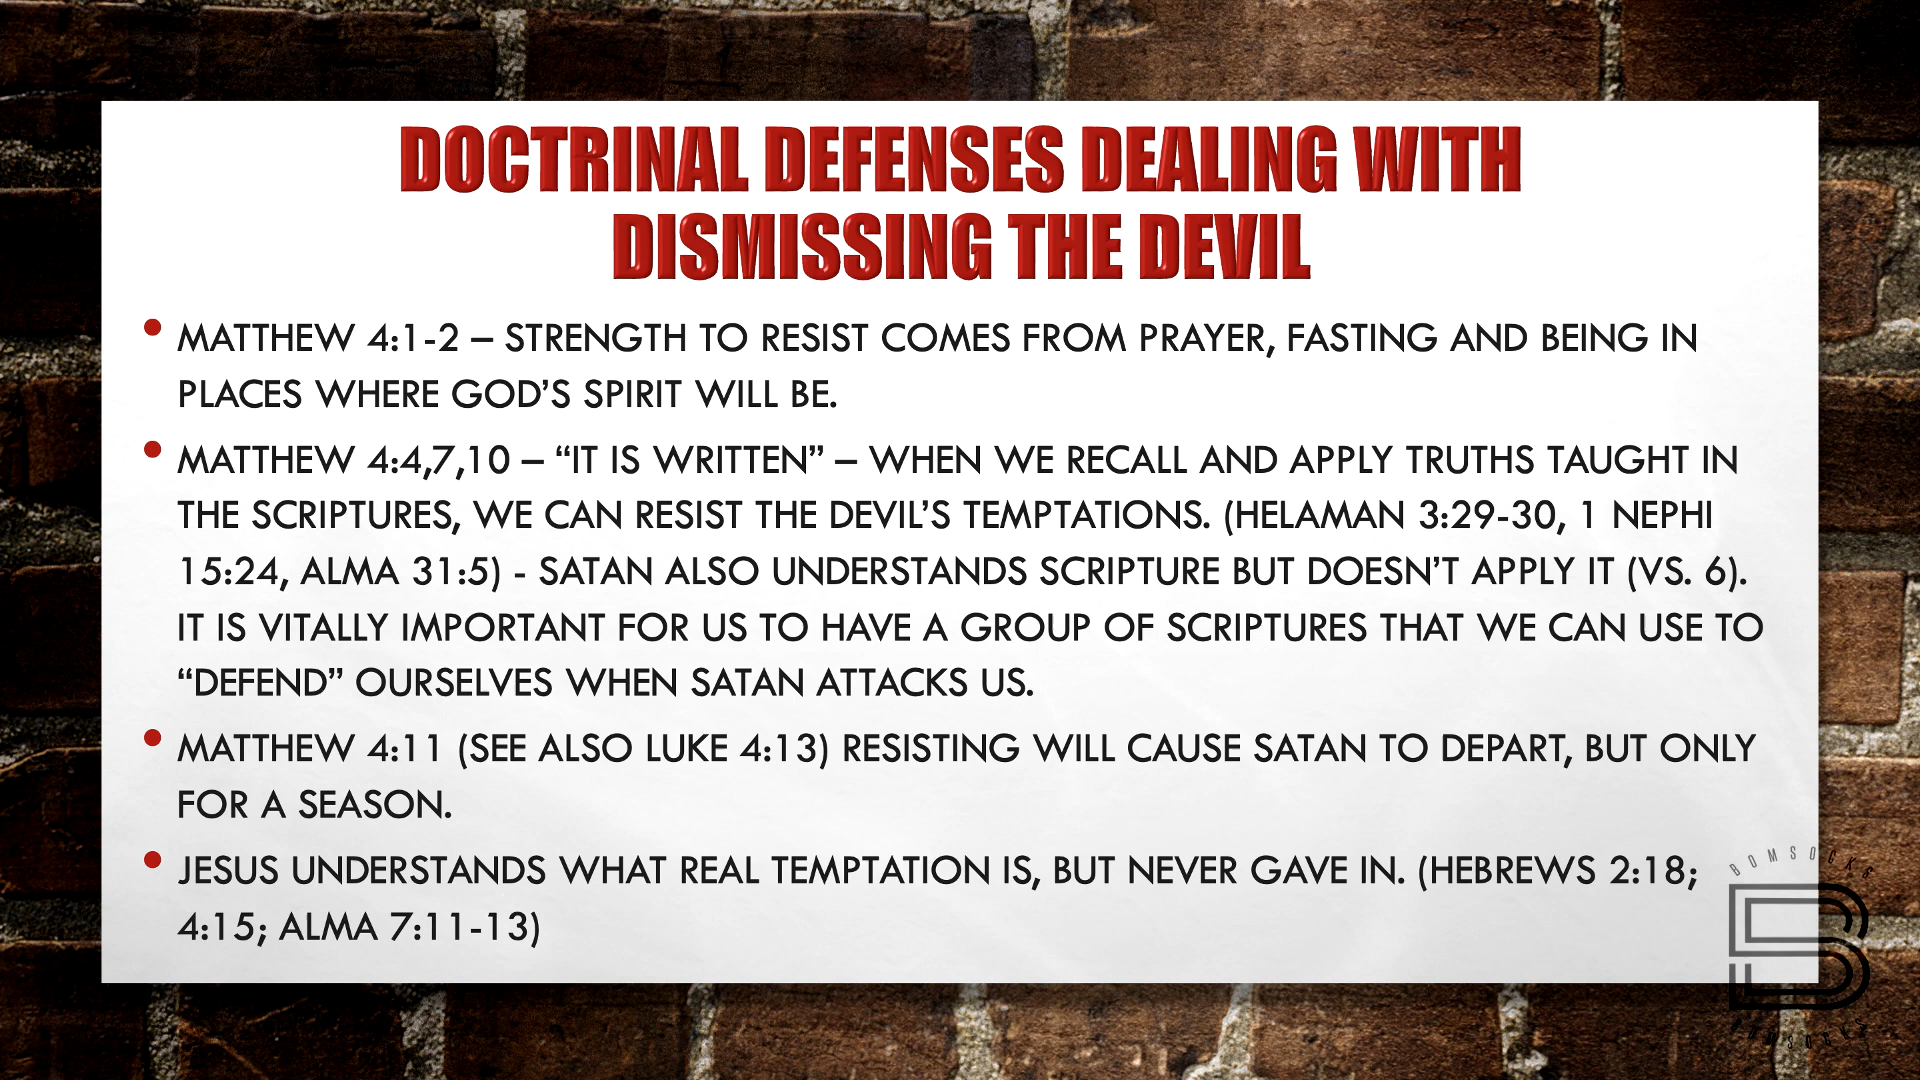 DOCTRINAL DEFENSES DEALING WITH
DISMISSING THE DEVIL
• MATTHEW 4:1-2 – STRENGTH TO RESIST COMES FROM PRAYER, FASTING AND BEING IN
PLACES WHERE GOD’S SPIRIT WILL BE.
• MATTHEW 4:4,7,10 – “IT IS WRITTEN” – WHEN WE RECALL AND APPLY TRUTHS TAUGHT IN
THE SCRIPTURES, WE CAN RESIST THE DEVIL’S TEMPTATIONS. (HELAMAN 3:29-30, 1 NEPHI
15:24, ALMA 31:5) - SATAN ALSO UNDERSTANDS SCRIPTURE BUT DOESN’T APPLY IT (VS. 6).
IT IS VITALLY IMPORTANT FOR US TO HAVE A GROUP OF SCRIPTURES THAT WE CAN USE TO
“DEFEND” OURSELVES WHEN SATAN ATTACKS US.
• MATTHEW 4:11 (SEE ALSO LUKE 4:13) RESISTING WILL CAUSE SATAN TO DEPART, BUT ONLY
FOR A SEASON.
• JESUS UNDERSTANDS WHAT REAL TEMPTATION IS, BUT NEVER GAVE IN. (HEBREWS 2:18;
4:15; ALMA 7:11-13)
BOMSOCKS
BOMSOCKS